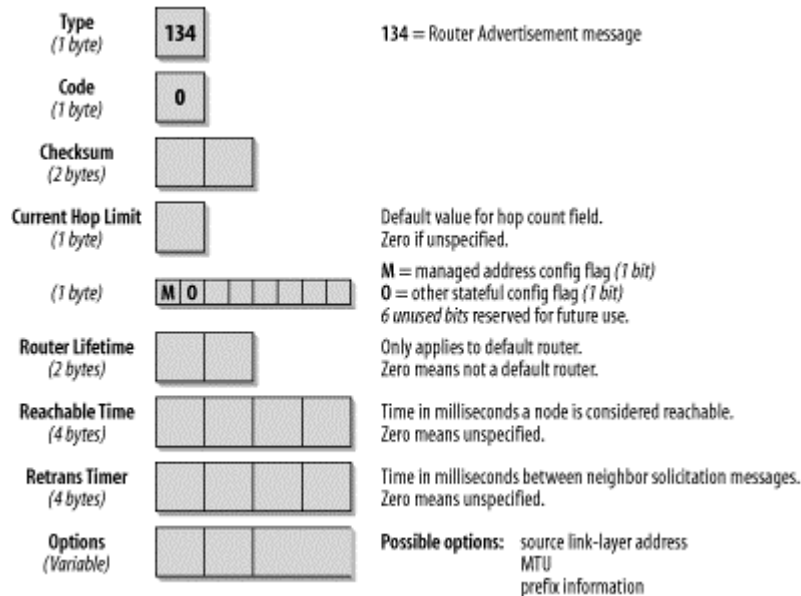 Type
(1 byte)
134
134 = Router Advertisement message
Code
(1 byte)
0
Checksum
(2 bytes)
Current Hop Limit
(1 byte)
Default value for hop count field.
Zero if unspecified.
(1 byte)
M 0
M = managed address config flag (1 bit)
0 = other stateful config flag (1 bit)
6 unused bits reserved for future use.
Router Lifetime
(2 bytes)
Only applies to default router.
Zero means not a default router.
Reachable Time
(4 bytes)
Time in milliseconds a node is considered reachable.
Zero means unspecified.
Retrans Timer
(4 bytes)
Time in milliseconds between neighbor solicitation messages.
Zero means unspecified.
Options
(Variable)
Possible options: source link-layer address
MTU
prefix information